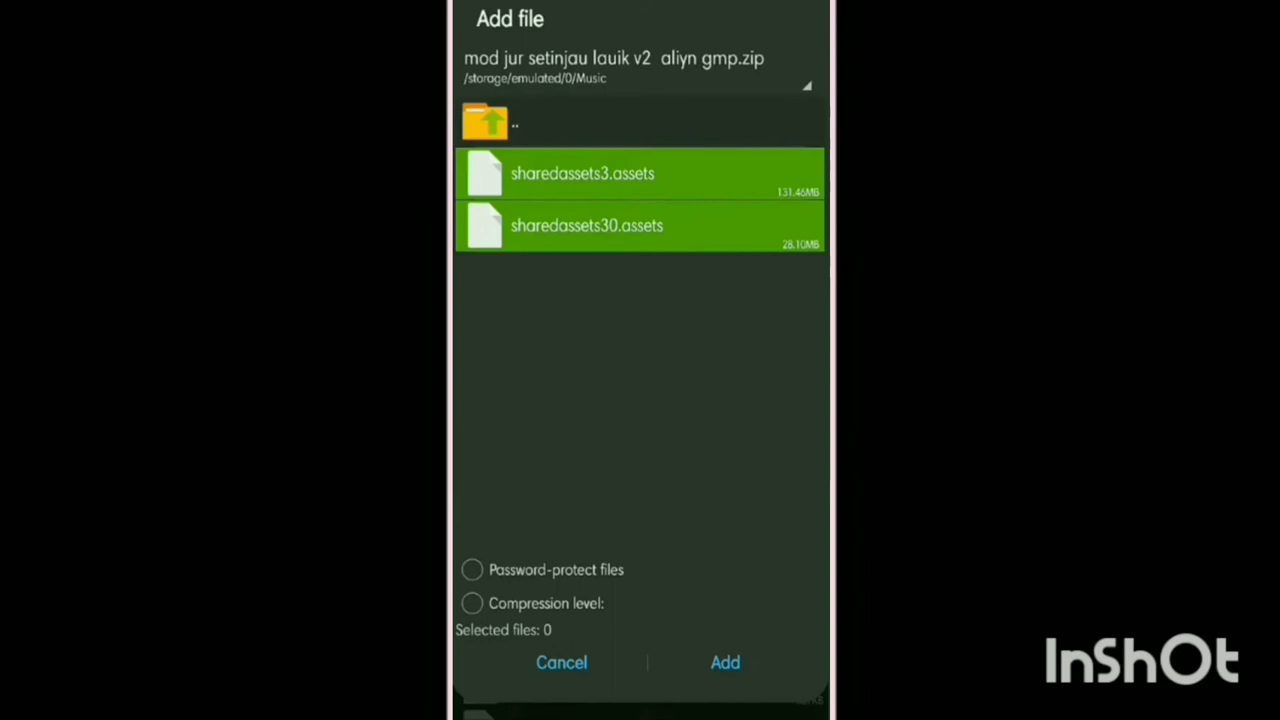 Add file
mod jur setinjau lauik v2 aliyn gmp.zip
/storage/emulated/0/Music
..
sharedassets3.assets
131.46MB
sharedassets30.assets
28.10MB
Password-protect files
Compression level:
Selected files: 0
Cancel
Add
InShOt